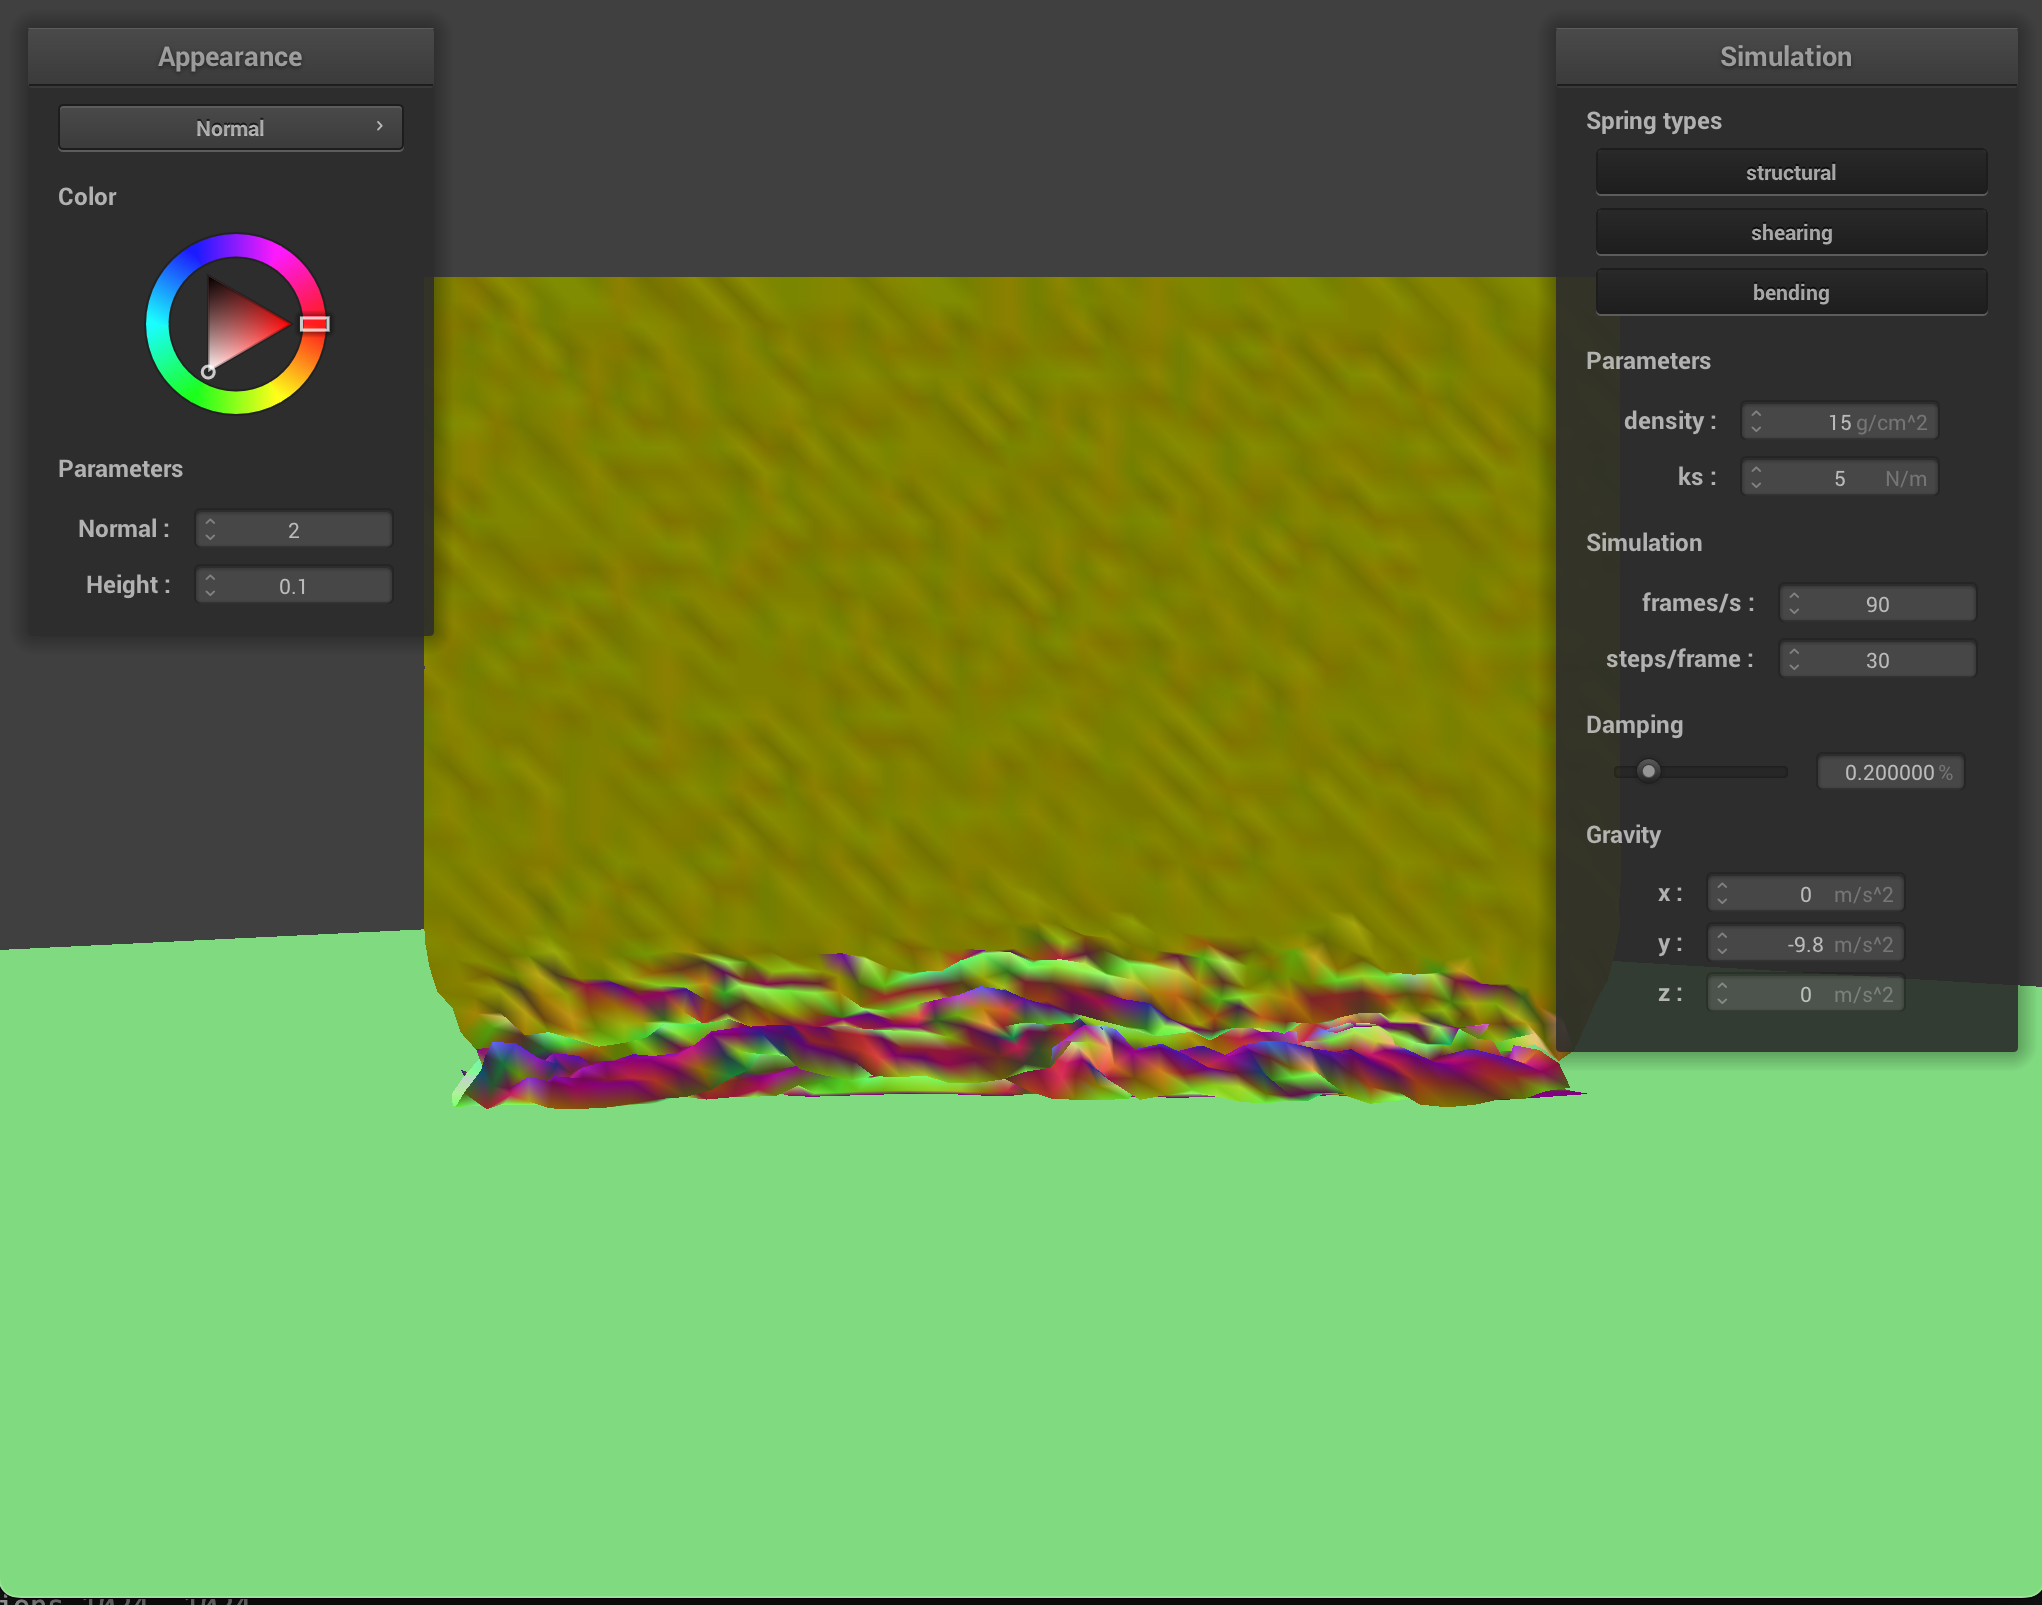 Appearance
Normal
Color
Parameters
Normal : 2
Height : 0.1
Simulation
Spring types
structural
shearing
bending
Parameters
density : 15 g/cm^2
ks : 5 N/m
Simulation
frames/s : 90
steps/frame : 30
Damping
0.200000 %
Gravity
x : 0 m/s^2
y : -9.8 m/s^2
z : 0 m/s^2